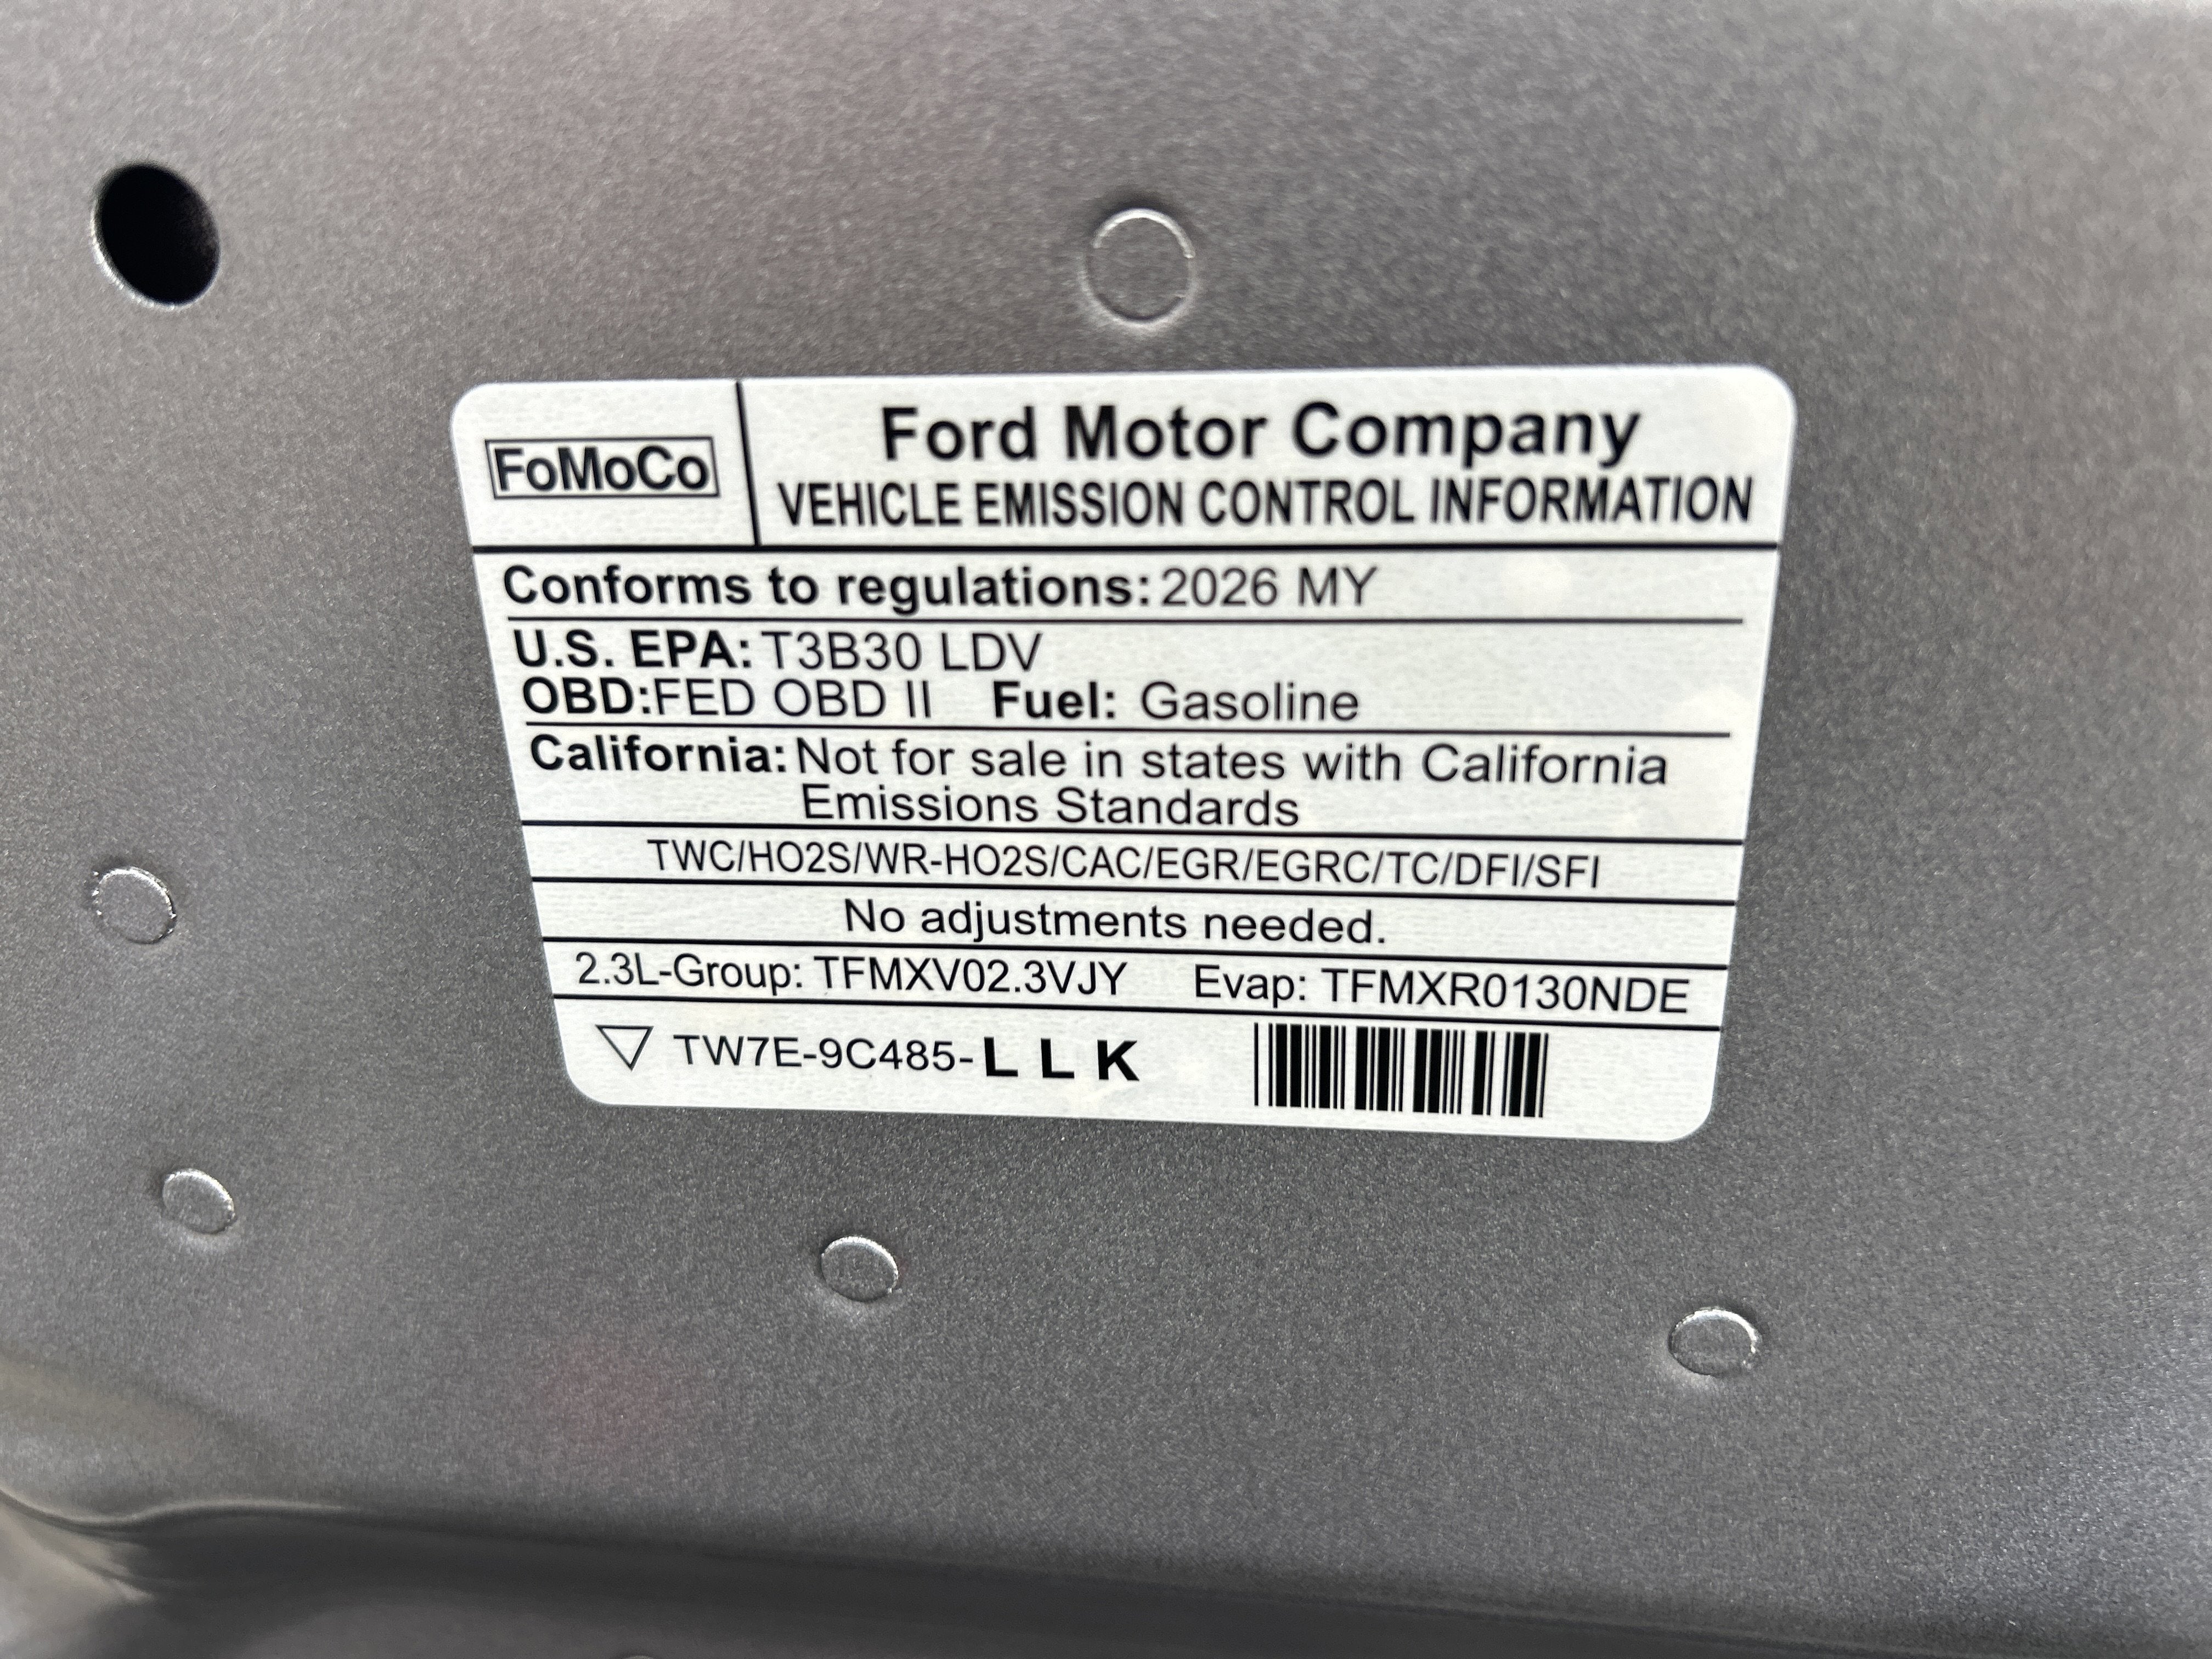 FoMoCo
Ford Motor Company
VEHICLE EMISSION CONTROL INFORMATION
Conforms to regulations: 2026 MY
U.S. EPA: T3B30 LDV
OBD:FED OBD II Fuel: Gasoline
California: Not for sale in states with California
Emissions Standards
TWC/HO2S/WR-HO2S/CAC/EGR/EGRC/TC/DFI/SFI
No adjustments needed.
2.3L-Group: TFMXV02.3VJY Evap: TFMXR0130NDE
TW7E-9C485-L L K